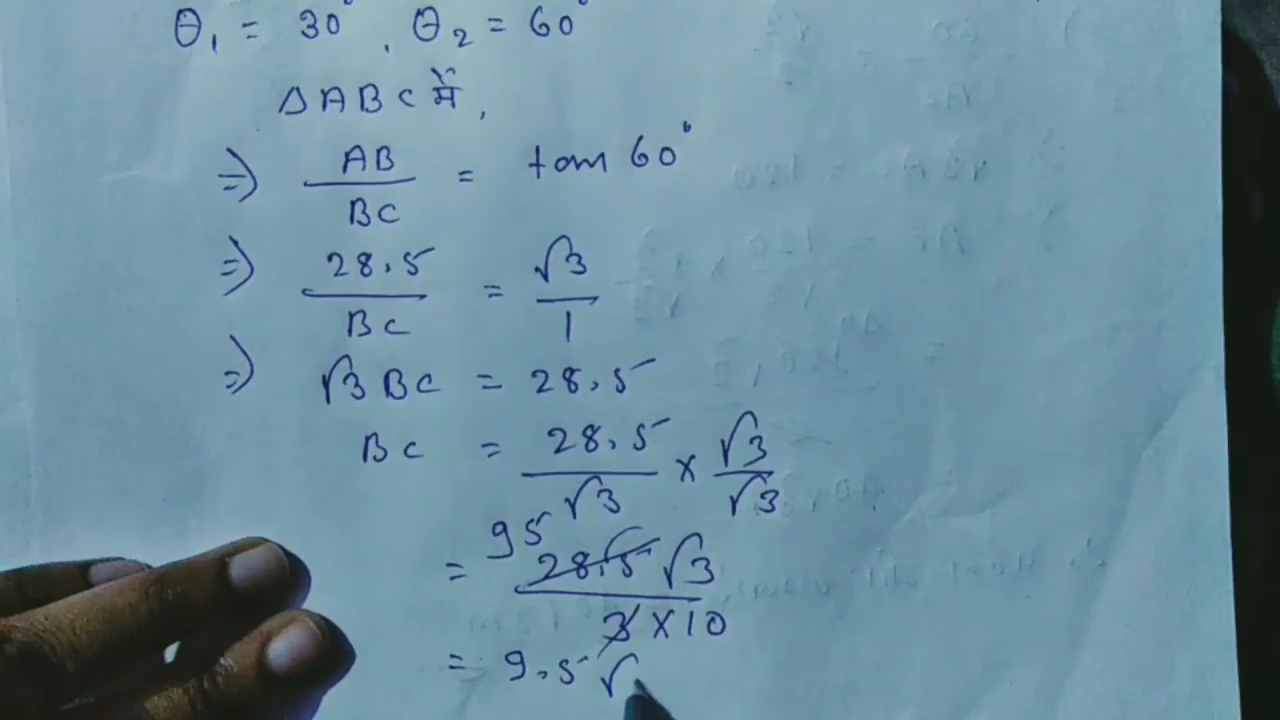 θ₁ = 30°, θ₂ = 60°
△ABC में,
⇒ AB/BC = tan 60°
⇒ 28.5/BC = √3/1
⇒ √3 BC = 28.5
BC = 28.5/√3 × √3/√3
95
= 28.5√3/3×10
= 9.5√